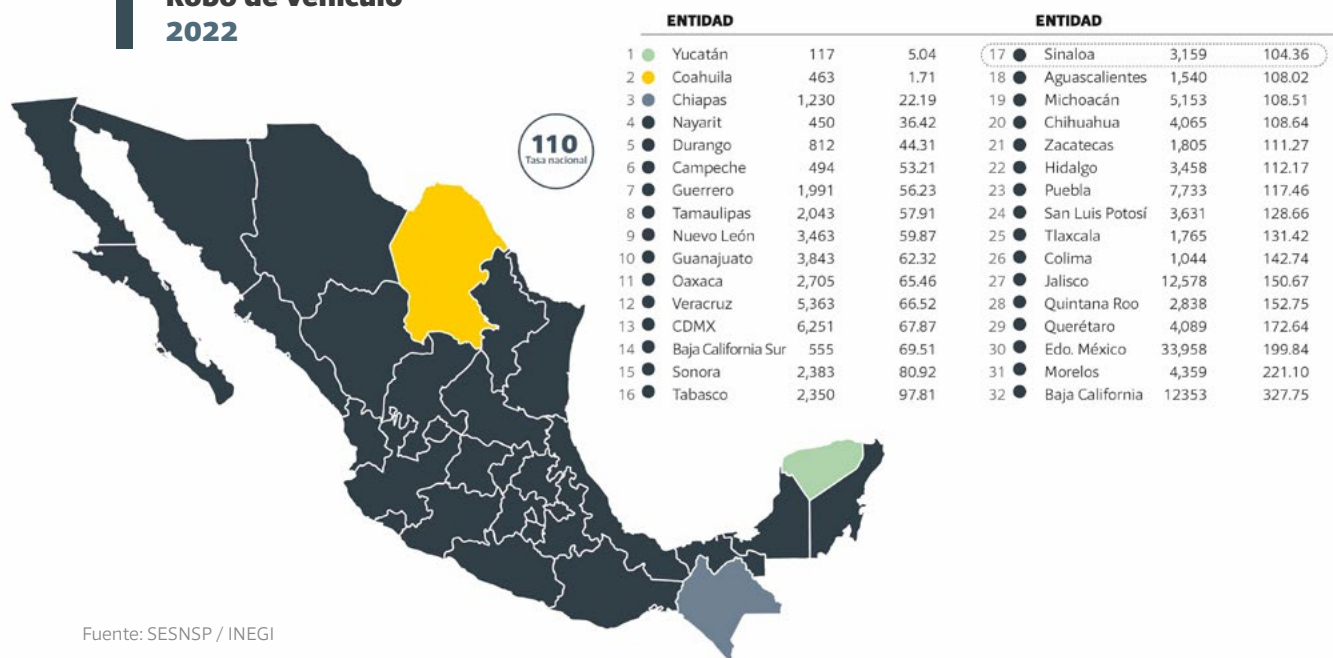 Robo de vehículo
2022
110
Tasa nacional
ENTIDAD
1 Yucatán 117 5.04
2 Coahuila 463 1.71
3 Chiapas 1,230 22.19
4 Nayarit 450 36.42
5 Durango 812 44.31
6 Campeche 494 53.21
7 Guerrero 1,991 56.23
8 Tamaulipas 2,043 57.91
9 Nuevo León 3,463 59.87
10 Guanajuato 3,843 62.32
11 Oaxaca 2,705 65.46
12 Veracruz 5,363 66.52
13 CDMX 6,251 67.87
14 Baja California Sur 555 69.51
15 Sonora 2,383 80.92
16 Tabasco 2,350 97.81
ENTIDAD
17 Sinaloa 3,159 104.36
18 Aguascalientes 1,540 108.02
19 Michoacán 5,153 108.51
20 Chihuahua 4,065 108.64
21 Zacatecas 1,805 111.27
22 Hidalgo 3,458 112.17
23 Puebla 7,733 117.46
24 San Luis Potosí 3,631 128.66
25 Tlaxcala 1,765 131.42
26 Colima 1,044 142.74
27 Jalisco 12,578 150.67
28 Quintana Roo 2,838 152.75
29 Querétaro 4,089 172.64
30 Edo. México 33,958 199.84
31 Morelos 4,359 221.10
32 Baja California 12353 327.75
Fuente: SESNSP / INEGI